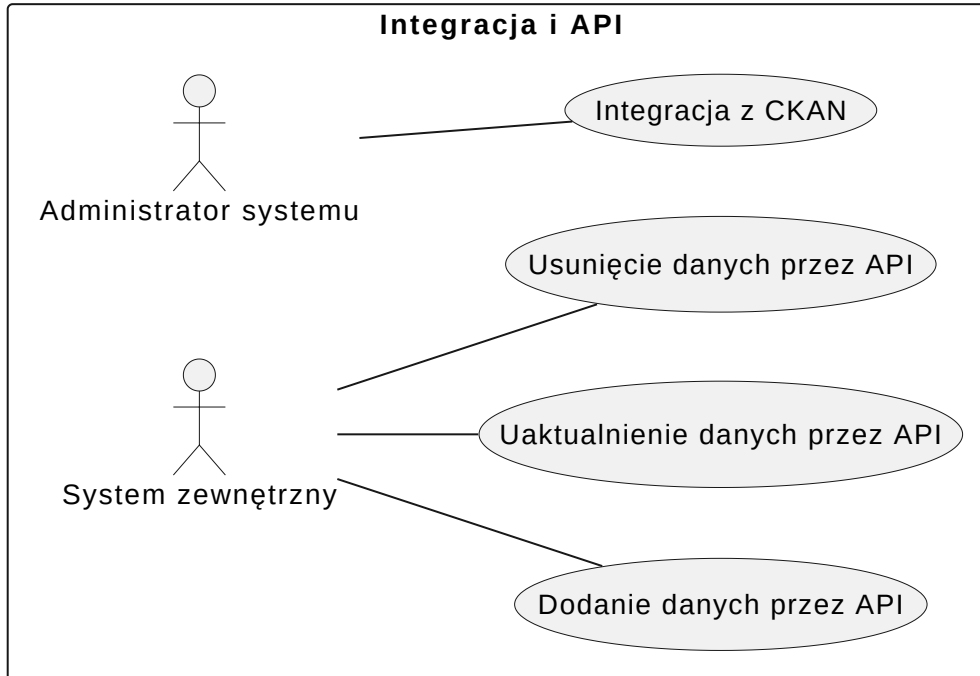 Integracja i API
Integracja z CKAN
Administrator systemu
Usunięcie danych przez API
Uaktualnienie danych przez API
System zewnętrzny
Dodanie danych przez API